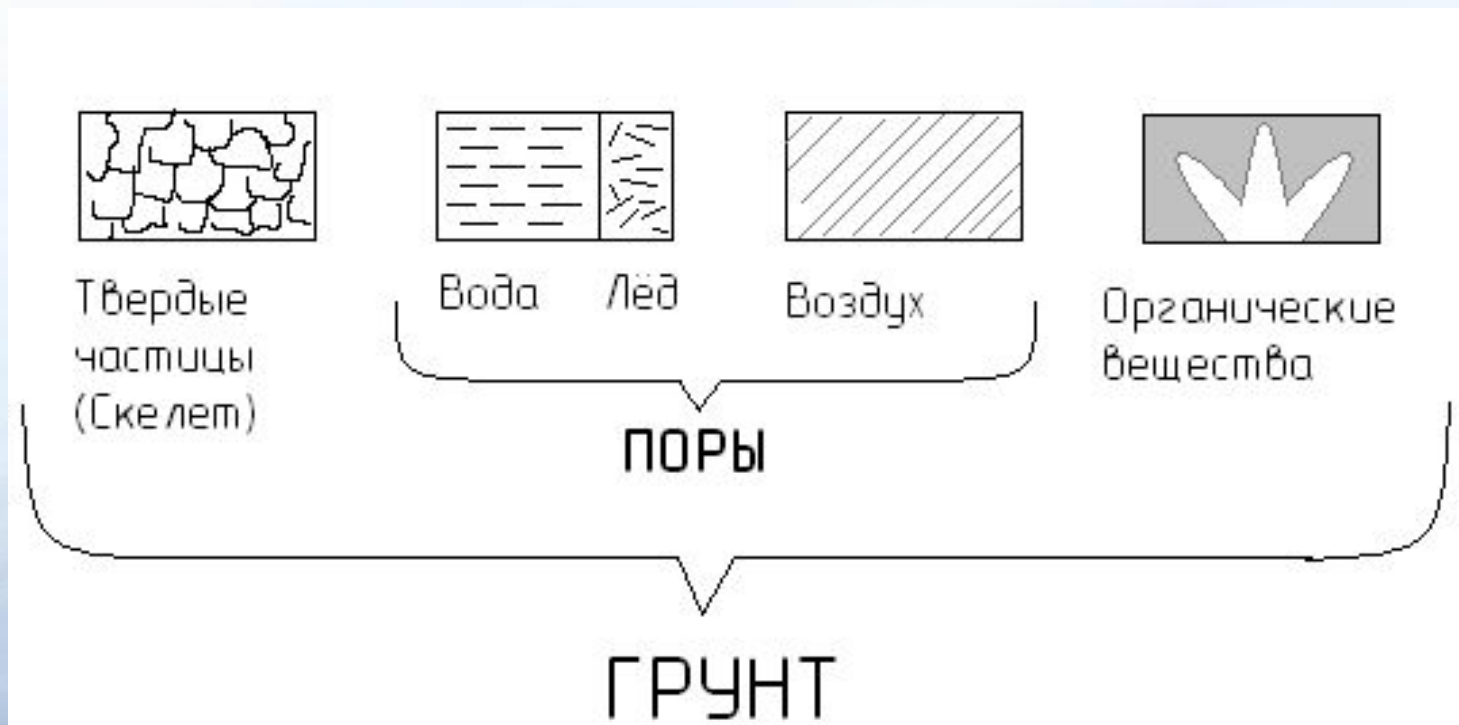 Твердые
частицы
(Скелет)
Вода
Лёд
Воздух
Органические
вещества
ПОРЫ
ГРУНТ